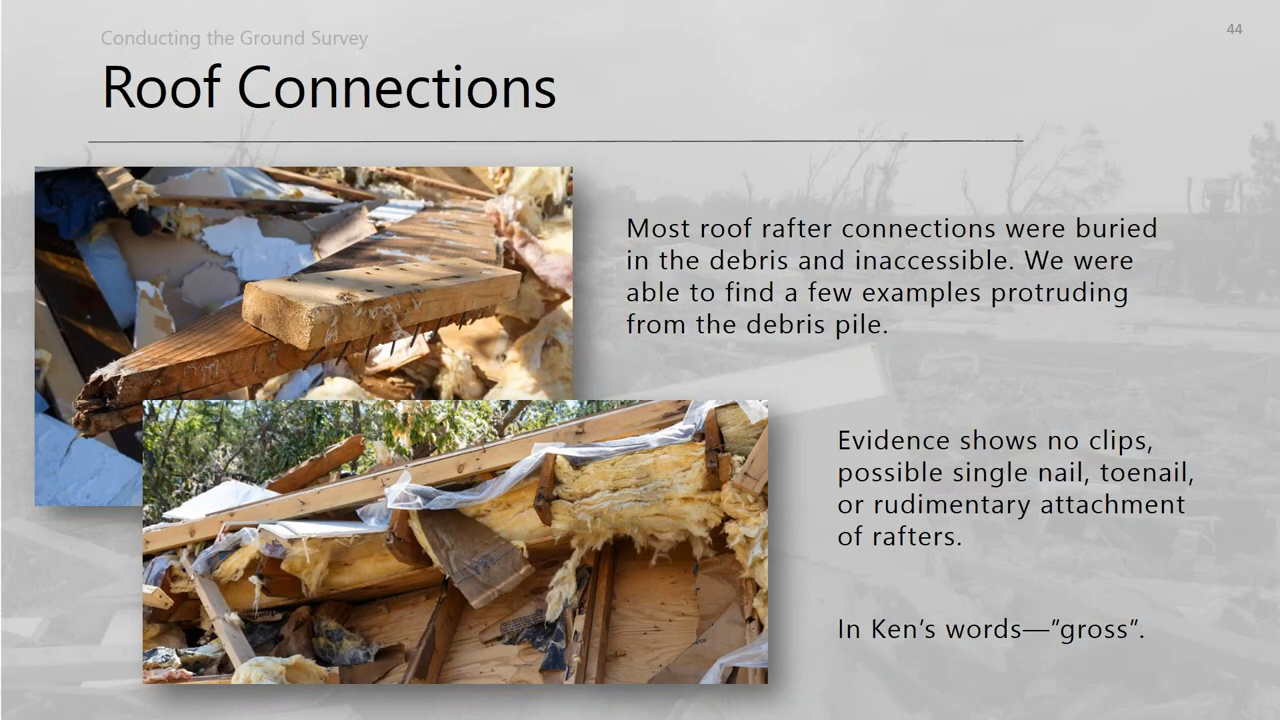 Conducting the Ground Survey
44
Roof Connections
Most roof rafter connections were buried
in the debris and inaccessible. We were
able to find a few examples protruding
from the debris pile.
Evidence shows no clips,
possible single nail, toenail,
or rudimentary attachment
of rafters.
In Ken’s words—”gross”.